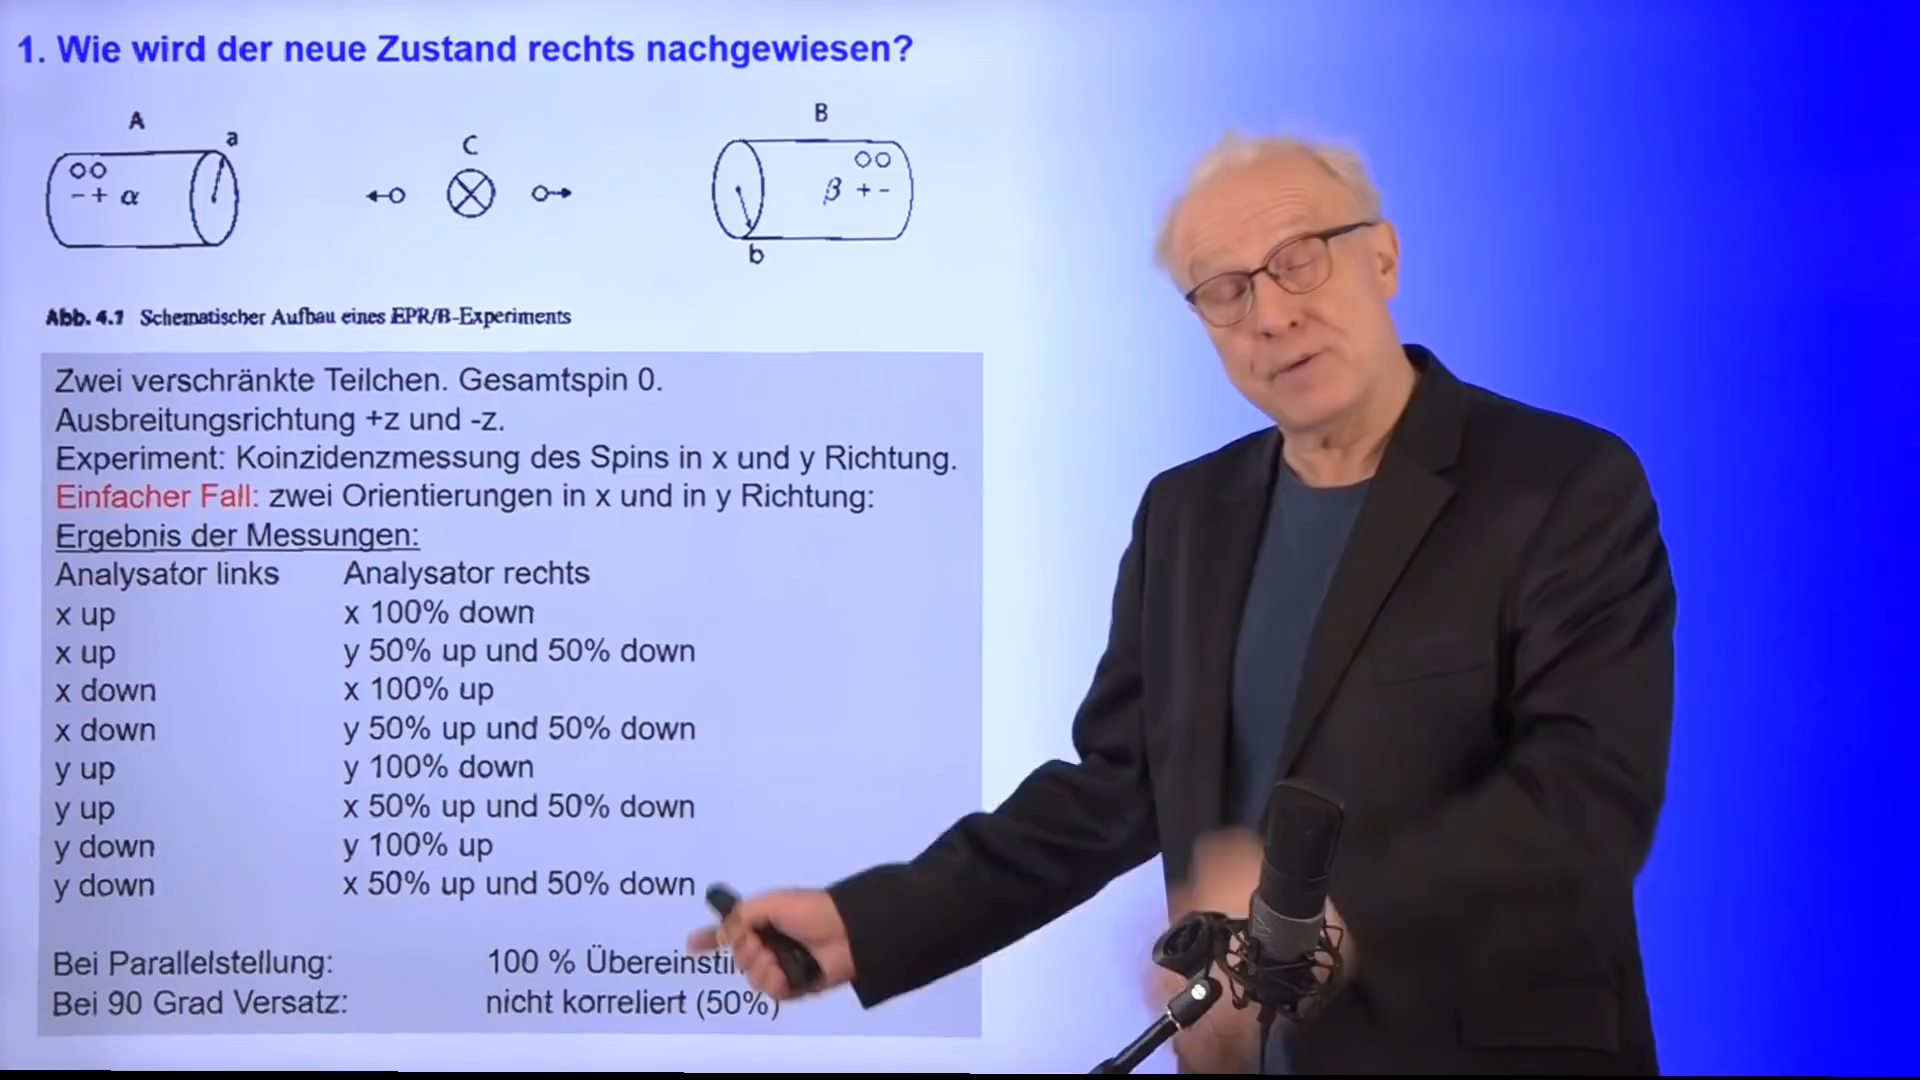 1. Wie wird der neue Zustand rechts nachgewiesen?
A
a
- + α
C
B
β + -
b
Abb. 4.1 Schematischer Aufbau eines EPR/B-Experiments
Zwei verschränkte Teilchen. Gesamtspin 0.
Ausbreitungsrichtung +z und -z.
Experiment: Koinzidenzmessung des Spins in x und y Richtung.
Einfacher Fall: zwei Orientierungen in x und in y Richtung:
Ergebnis der Messungen:
Analysator links Analysator rechts
x up x 100% down
x up y 50% up und 50% down
x down x 100% up
x down y 50% up und 50% down
y up y 100% down
y up x 50% up und 50% down
y down y 100% up
y down x 50% up und 50% down
Bei Parallelstellung: 100 %
Bei 90 Grad Versatz: nicht korreliert (50%)